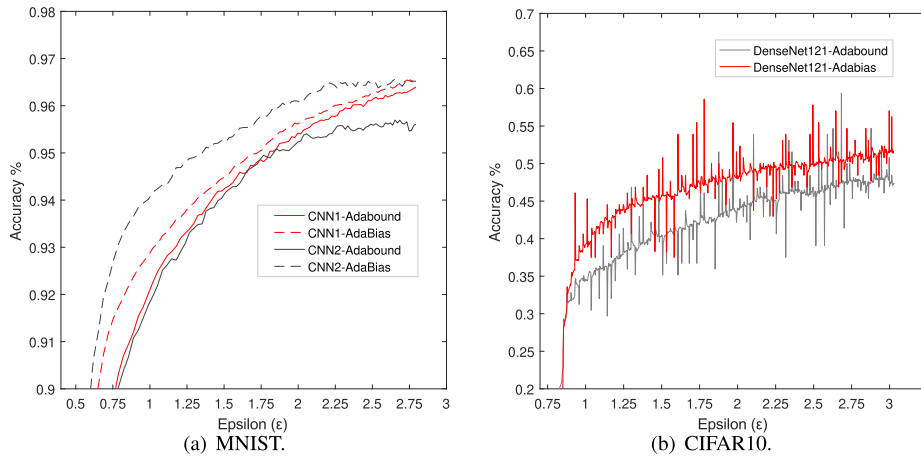 0.98
0.97
0.96
0.95
0.94
0.93
0.92
0.91
0.9
Accuracy %
CNN1-Adabound
CNN1-AdaBias
CNN2-Adabound
CNN2-AdaBias
0.5 0.75 1 1.25 1.5 1.75 2 2.25 2.5 2.75 3
Epsilon (ε)
(a) MNIST.
0.7
0.65
0.6
0.55
0.5
0.45
0.4
0.35
0.3
0.25
0.2
Accuracy %
DenseNet121-Adabound
DenseNet121-Adabias
0.75 1 1.25 1.5 1.75 2 2.25 2.5 2.75 3
Epsilon (ε)
(b) CIFAR10.